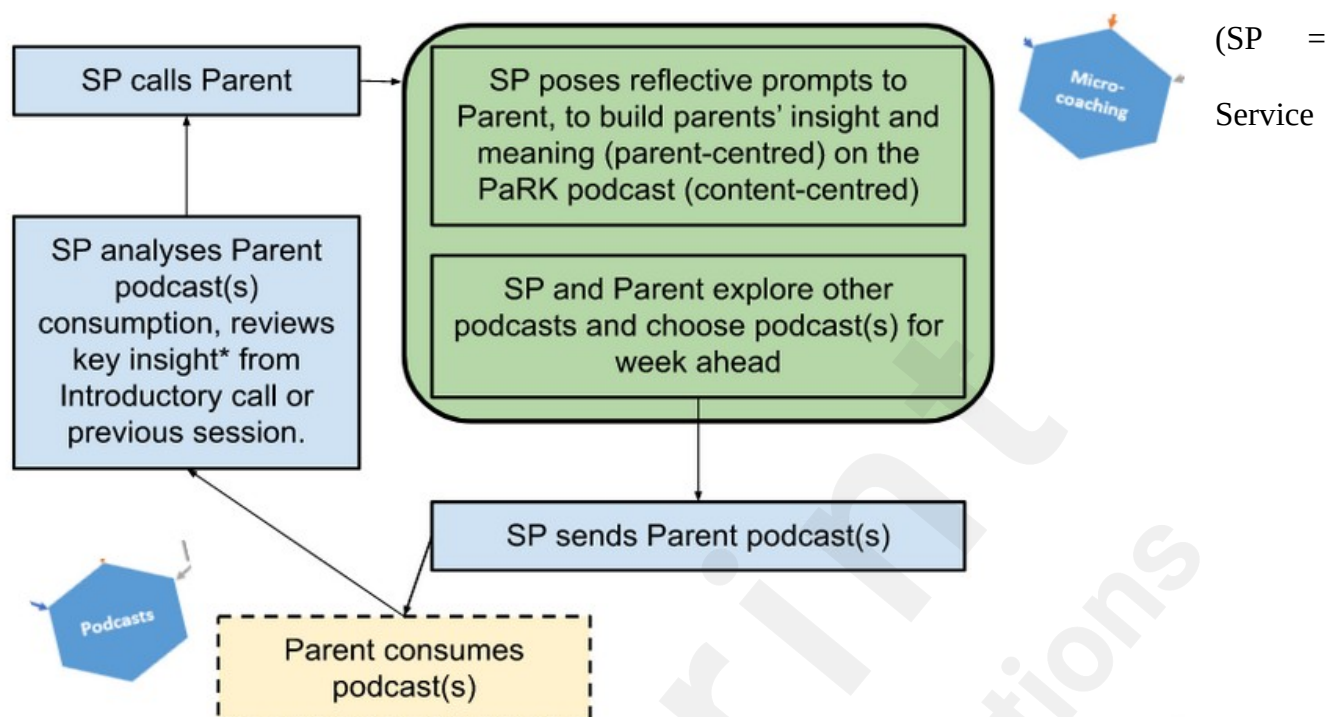 SP calls Parent
SP poses reflective prompts to
Parent, to build parents’ insight and
meaning (parent-centred) on the
PaRK podcast (content-centred)
Micro-
coaching
(SP =
Service
SP analyses Parent
podcast(s)
consumption, reviews
key insight* from
Introductory call or
previous session.
SP and Parent explore other
podcasts and choose podcast(s) for
week ahead
SP sends Parent podcast(s)
Podcasts
Parent consumes
podcast(s)
rint
tions